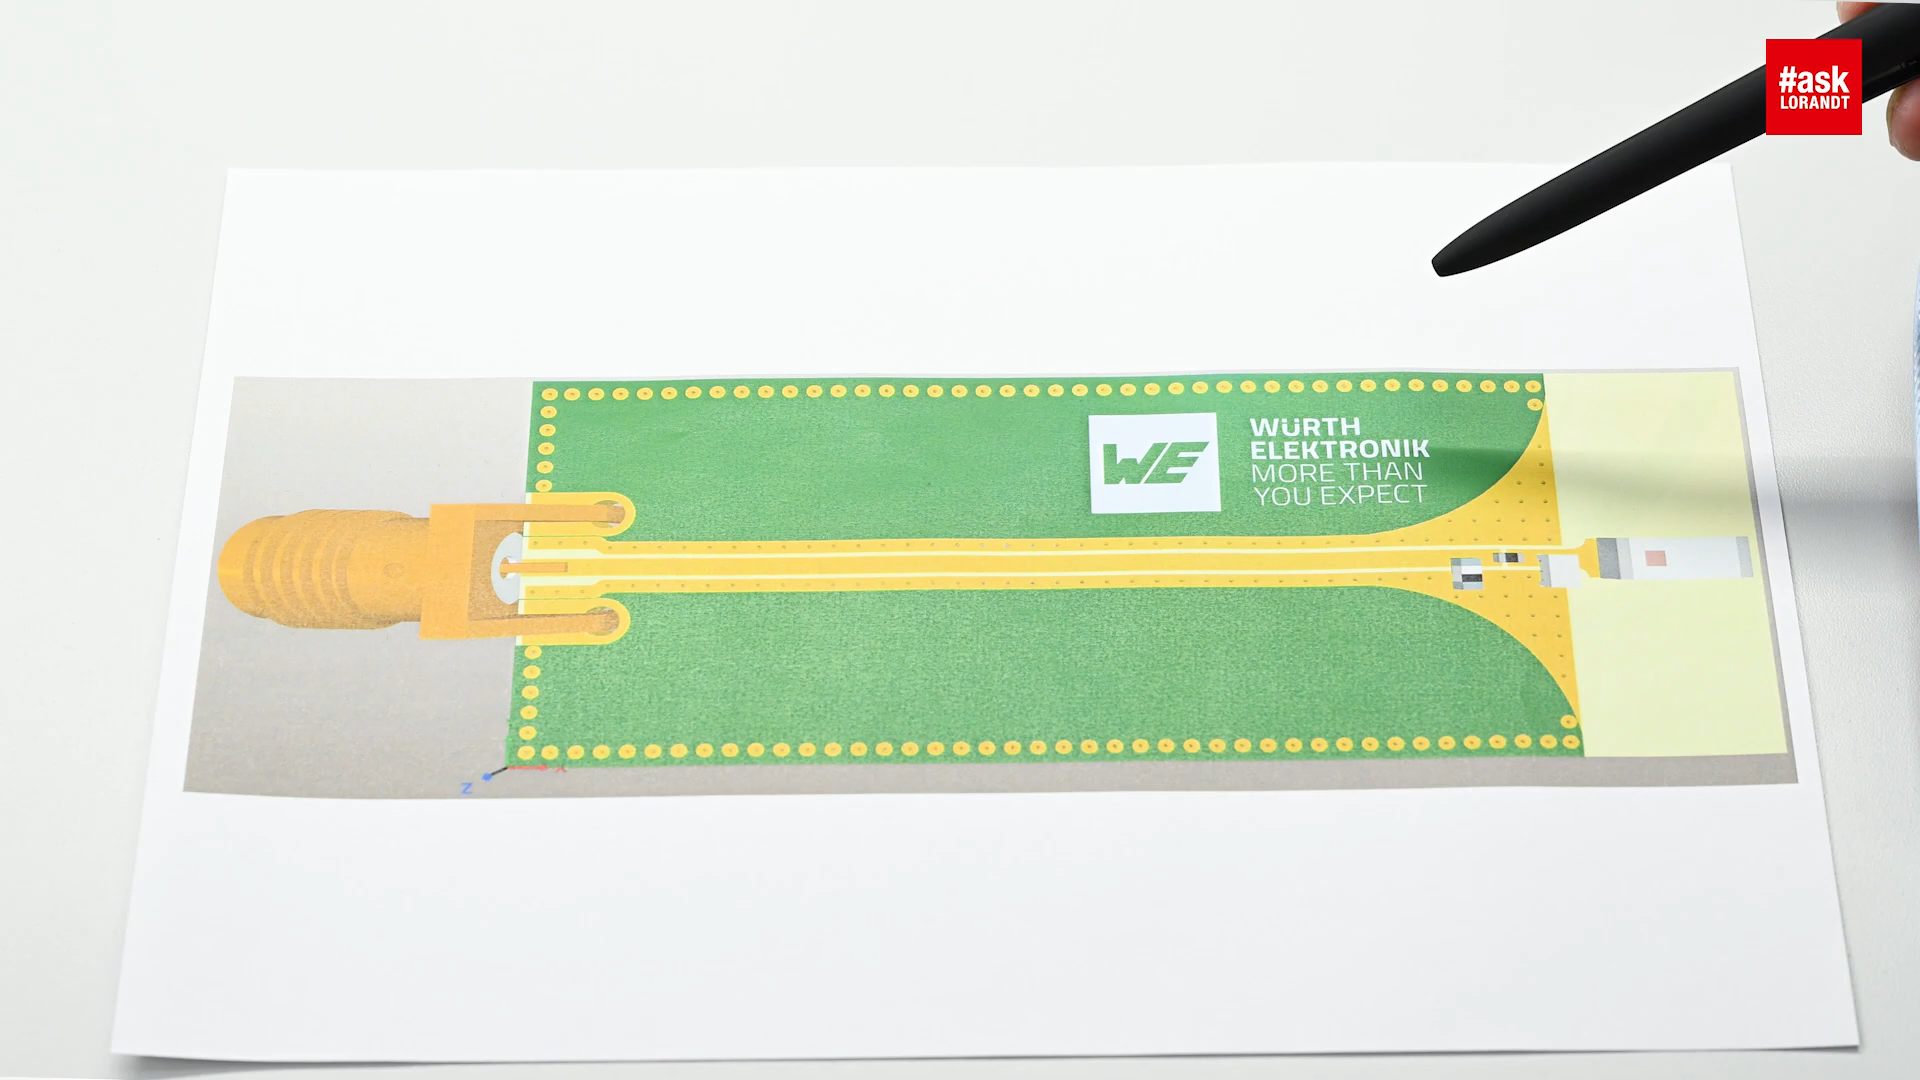 #ask
LORANDT
WE
WÜRTH
ELEKTRONIK
MORE THAN
YOU EXPECT
X
Z